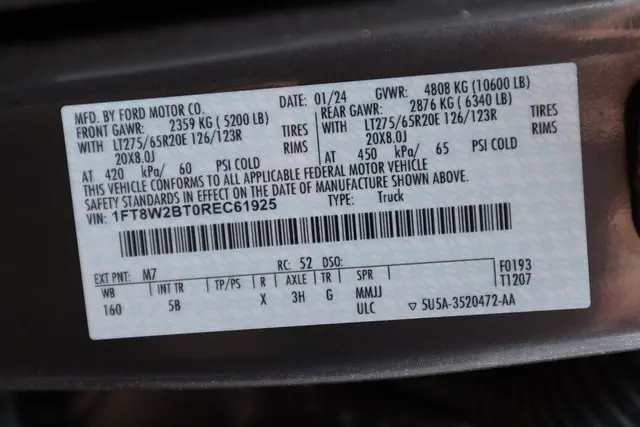 MFD. BY FORD MOTOR CO. DATE: 01/24 GVWR: 4808 KG (10600 LB)
FRONT GAWR: 2359 KG ( 5200 LB) REAR GAWR: 2876 KG ( 6340 LB)
WITH LT275/65R20E 126/123R TIRES WITH LT275/65R20E 126/123R TIRES
20X8.0J RIMS 20X8.0J RIMS
AT 420 kPa/ 60 PSI COLD AT 450 kPa/ 65 PSI COLD
THIS VEHICLE CONFORMS TO ALL APPLICABLE FEDERAL MOTOR VEHICLE
SAFETY STANDARDS IN EFFECT ON THE DATE OF MANUFACTURE SHOWN ABOVE.
VIN: 1FT8W2BT0REC61925 TYPE: Truck
EXT PNT: M7 RC: 52 DSO:
WB INT TR TP/PS R AXLE TR SPR F0193
160 5B X 3H G MMJJ T1207
ULC ▽ 5U5A-3520472-AA